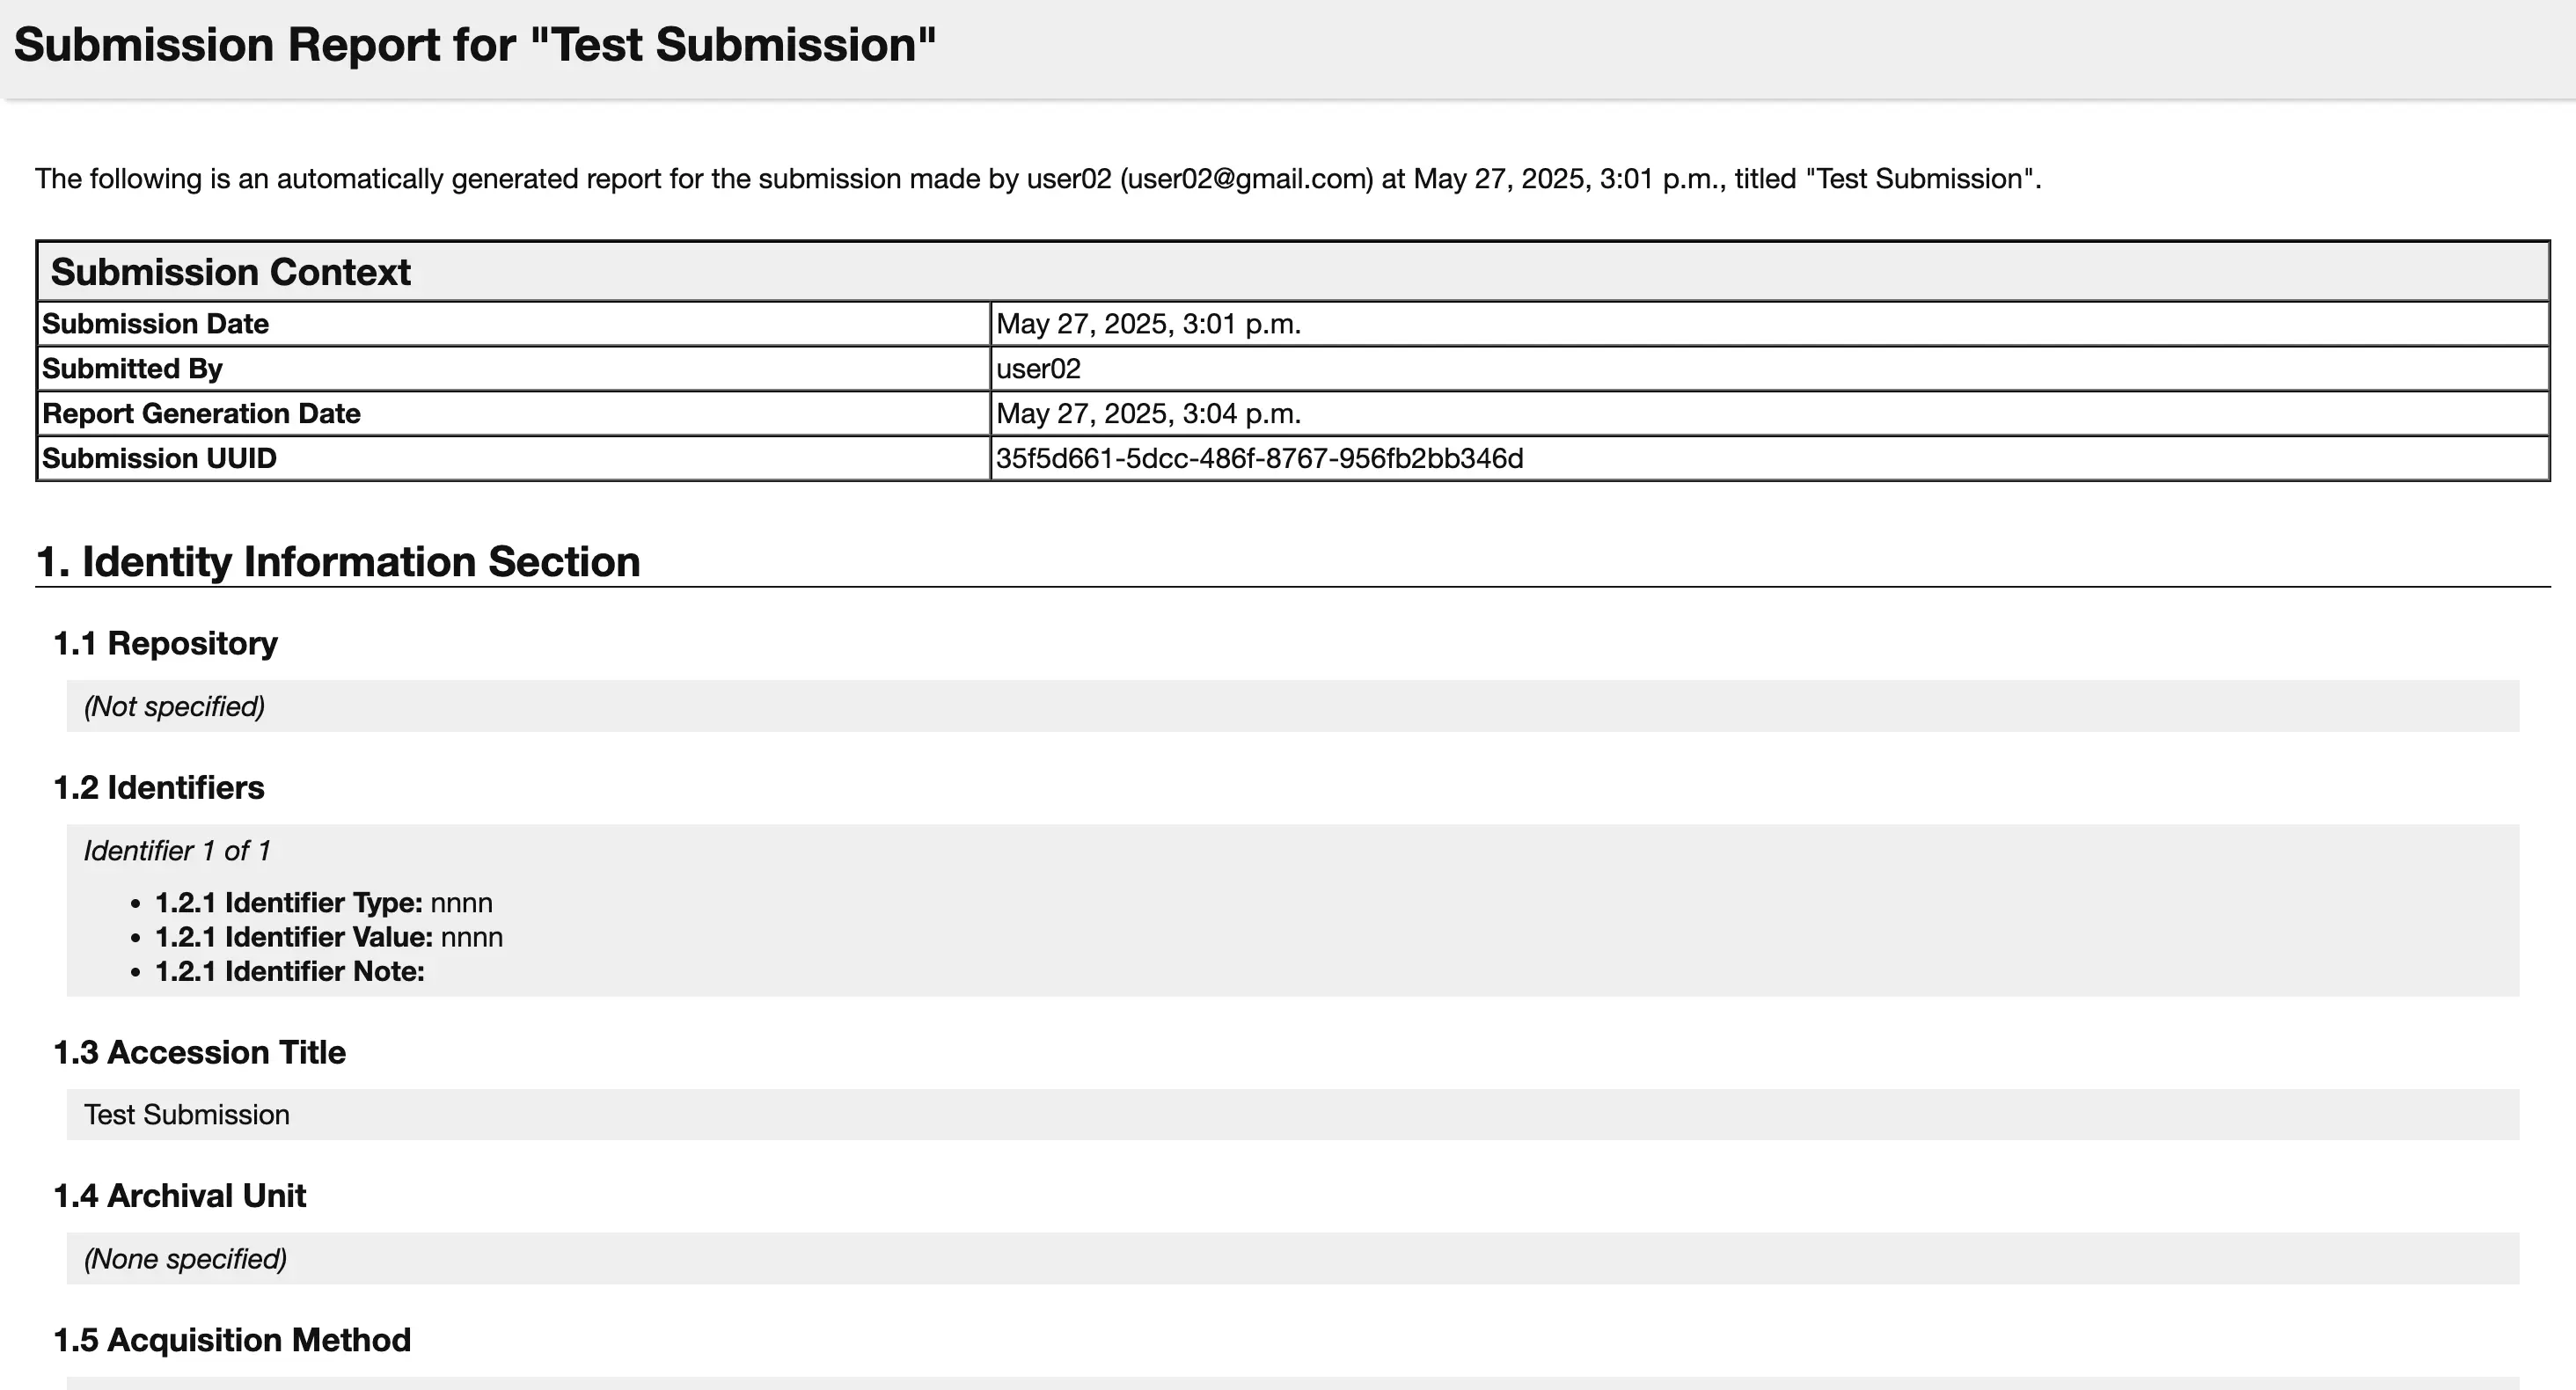 Submission Report for "Test Submission"
The following is an automatically generated report for the submission made by user02 (user02@gmail.com) at May 27, 2025, 3:01 p.m., titled "Test Submission".
Submission Context
Submission Date May 27, 2025, 3:01 p.m.
Submitted By user02
Report Generation Date May 27, 2025, 3:04 p.m.
Submission UUID 35f5d661-5dcc-486f-8767-956fb2bb346d
1. Identity Information Section
1.1 Repository
(Not specified)
1.2 Identifiers
Identifier 1 of 1
• 1.2.1 Identifier Type: nnnn
• 1.2.1 Identifier Value: nnnn
• 1.2.1 Identifier Note:
1.3 Accession Title
Test Submission
1.4 Archival Unit
(None specified)
1.5 Acquisition Method